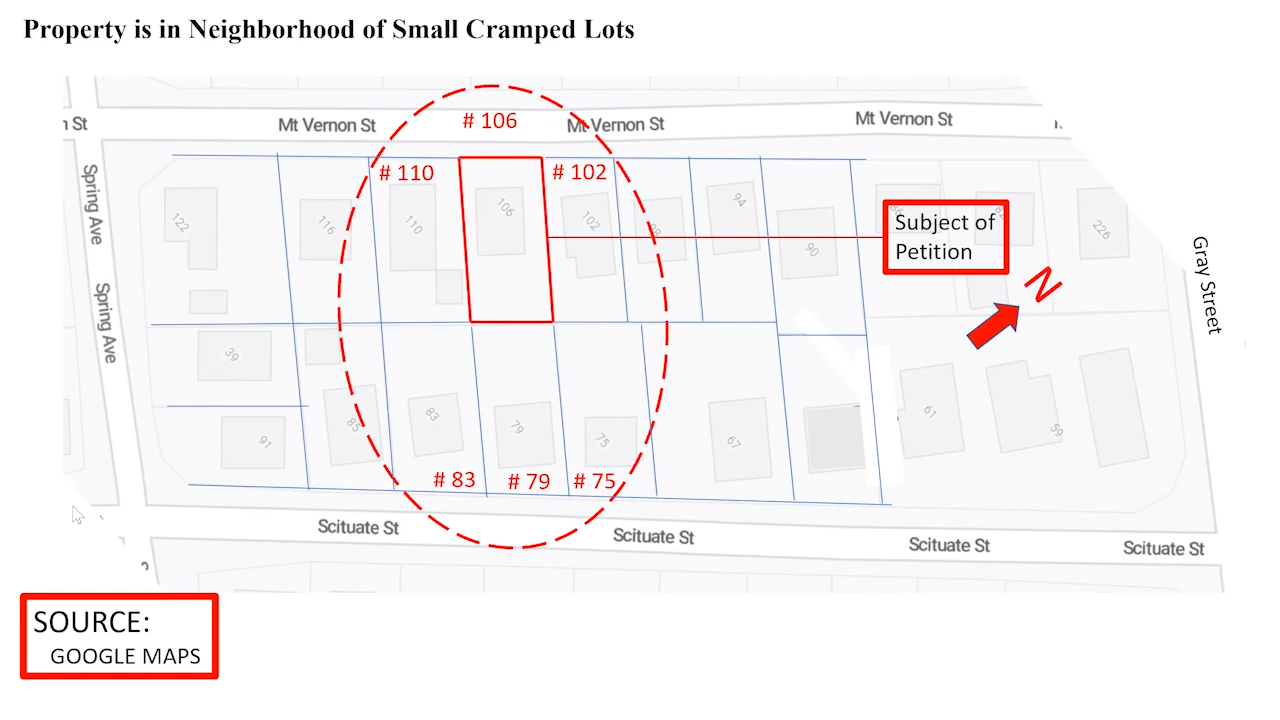 Property is in Neighborhood of Small Cramped Lots
n St
Mt Vernon St
# 106
Mt Vernon St
Mt Vernon St
Spring Ave
Spring Ave
# 110
# 102
122
116
110
106
102
94
90
226
Subject of
Petition
N
Gray Street
39
91
85
83
79
75
67
61
59
# 83
# 79
# 75
Scituate St
Scituate St
Scituate St
Scituate St
SOURCE:
GOOGLE MAPS